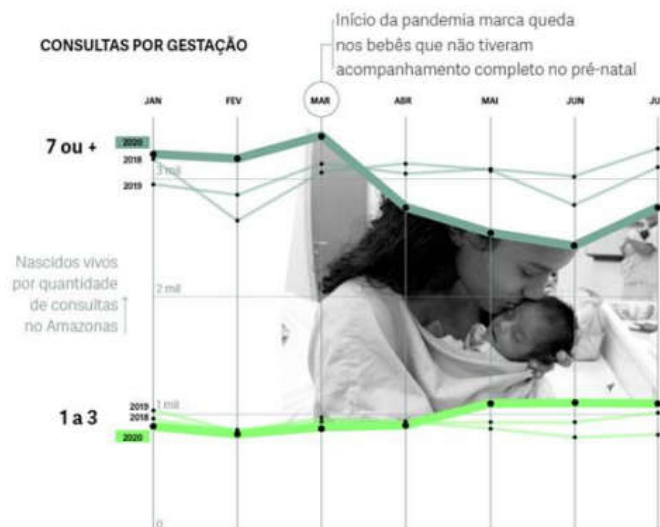 Início da pandemia marca queda
nos bebês que não tiveram
acompanhamento completo no pré-natal
CONSULTAS POR GESTAÇÃO
JAN FEV MAR ABR MAI JUN
7 ou +
2020
2018
2019
3 mil
Nascidos vivos
por quantidade
de consultas
no Amazonas
2 mil
1 mil
1 a 3
2019
2018
2020
0